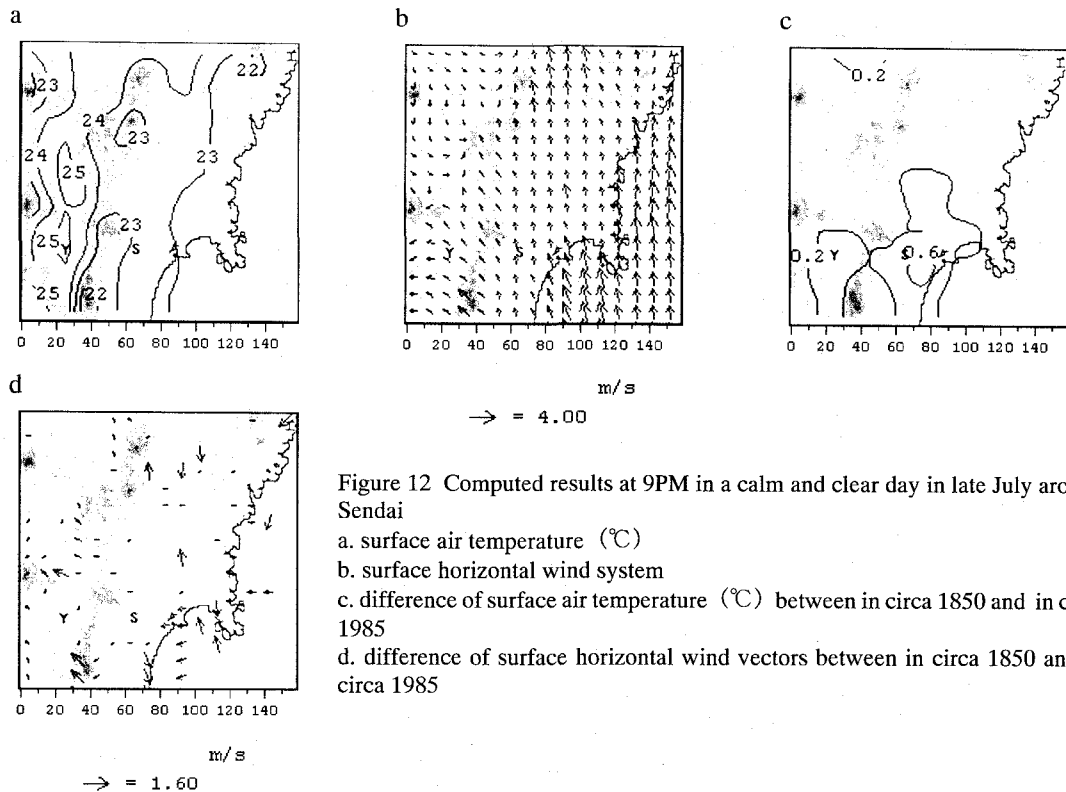 a
b
c
23
22
24
23
24
23
25
23
25
Y
S
25
22
0 20 40 60 80 100 120 140
Y
S
0 20 40 60 80 100 120 140
0.2
0.2
Y
0.6
0 20 40 60 80 100 120 140
m/s
= 4.00
d
Y
S
0 20 40 60 80 100 120 140
m/s
= 1.60
Figure 12 Computed results at 9PM in a calm and clear day in late July aro
Sendai
a. surface air temperature (℃)
b. surface horizontal wind system
c. difference of surface air temperature (℃) between in circa 1850 and in c
1985
d. difference of surface horizontal wind vectors between in circa 1850 an
circa 1985